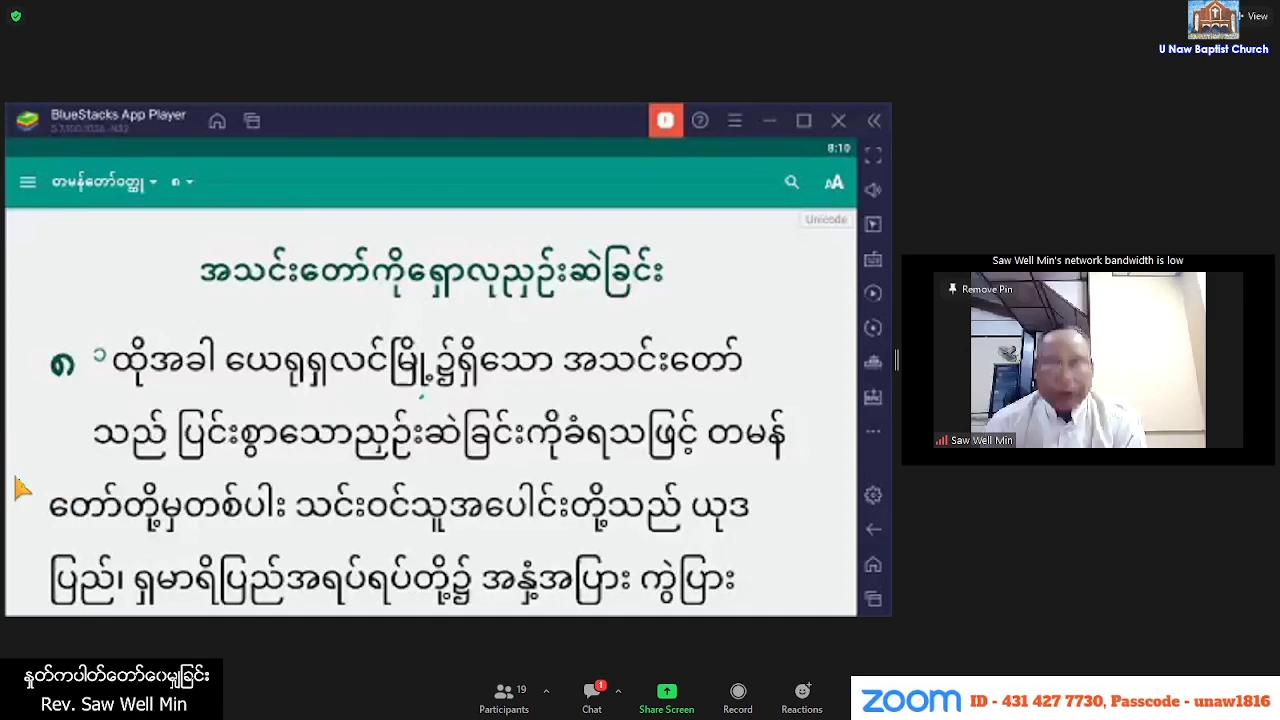 View
U Naw Baptist Church
BlueStacks App Player
8:10
တမန်တော်ဝတ္ထု ၈
AA
Unicode
အသင်းတော်ကိုရှောလုညှဉ်းဆဲခြင်း
၈ ၁ ထိုအခါ ယေရုရှလင်မြို့၌ရှိသော အသင်းတော်
သည် ပြင်းစွာသောညှဉ်းဆဲခြင်းကိုခံရသဖြင့် တမန်
တော်တို့မှတစ်ပါး သင်းဝင်သူအပေါင်းတို့သည် ယုဒ
ပြည်၊ ရှမာရိပြည်အရပ်ရပ်တို့၌ အနှံ့အပြား ကွဲပြား
Saw Well Min's network bandwidth is low
Remove Pin
Saw Well Min
နှုတ်ကပါတ်တော်ဝေမျှခြင်း
Rev. Saw Well Min
19
Participants
1
Chat
Share Screen
Record
Reactions
zoom ID - 431 427 7730, Passcode - unaw1816